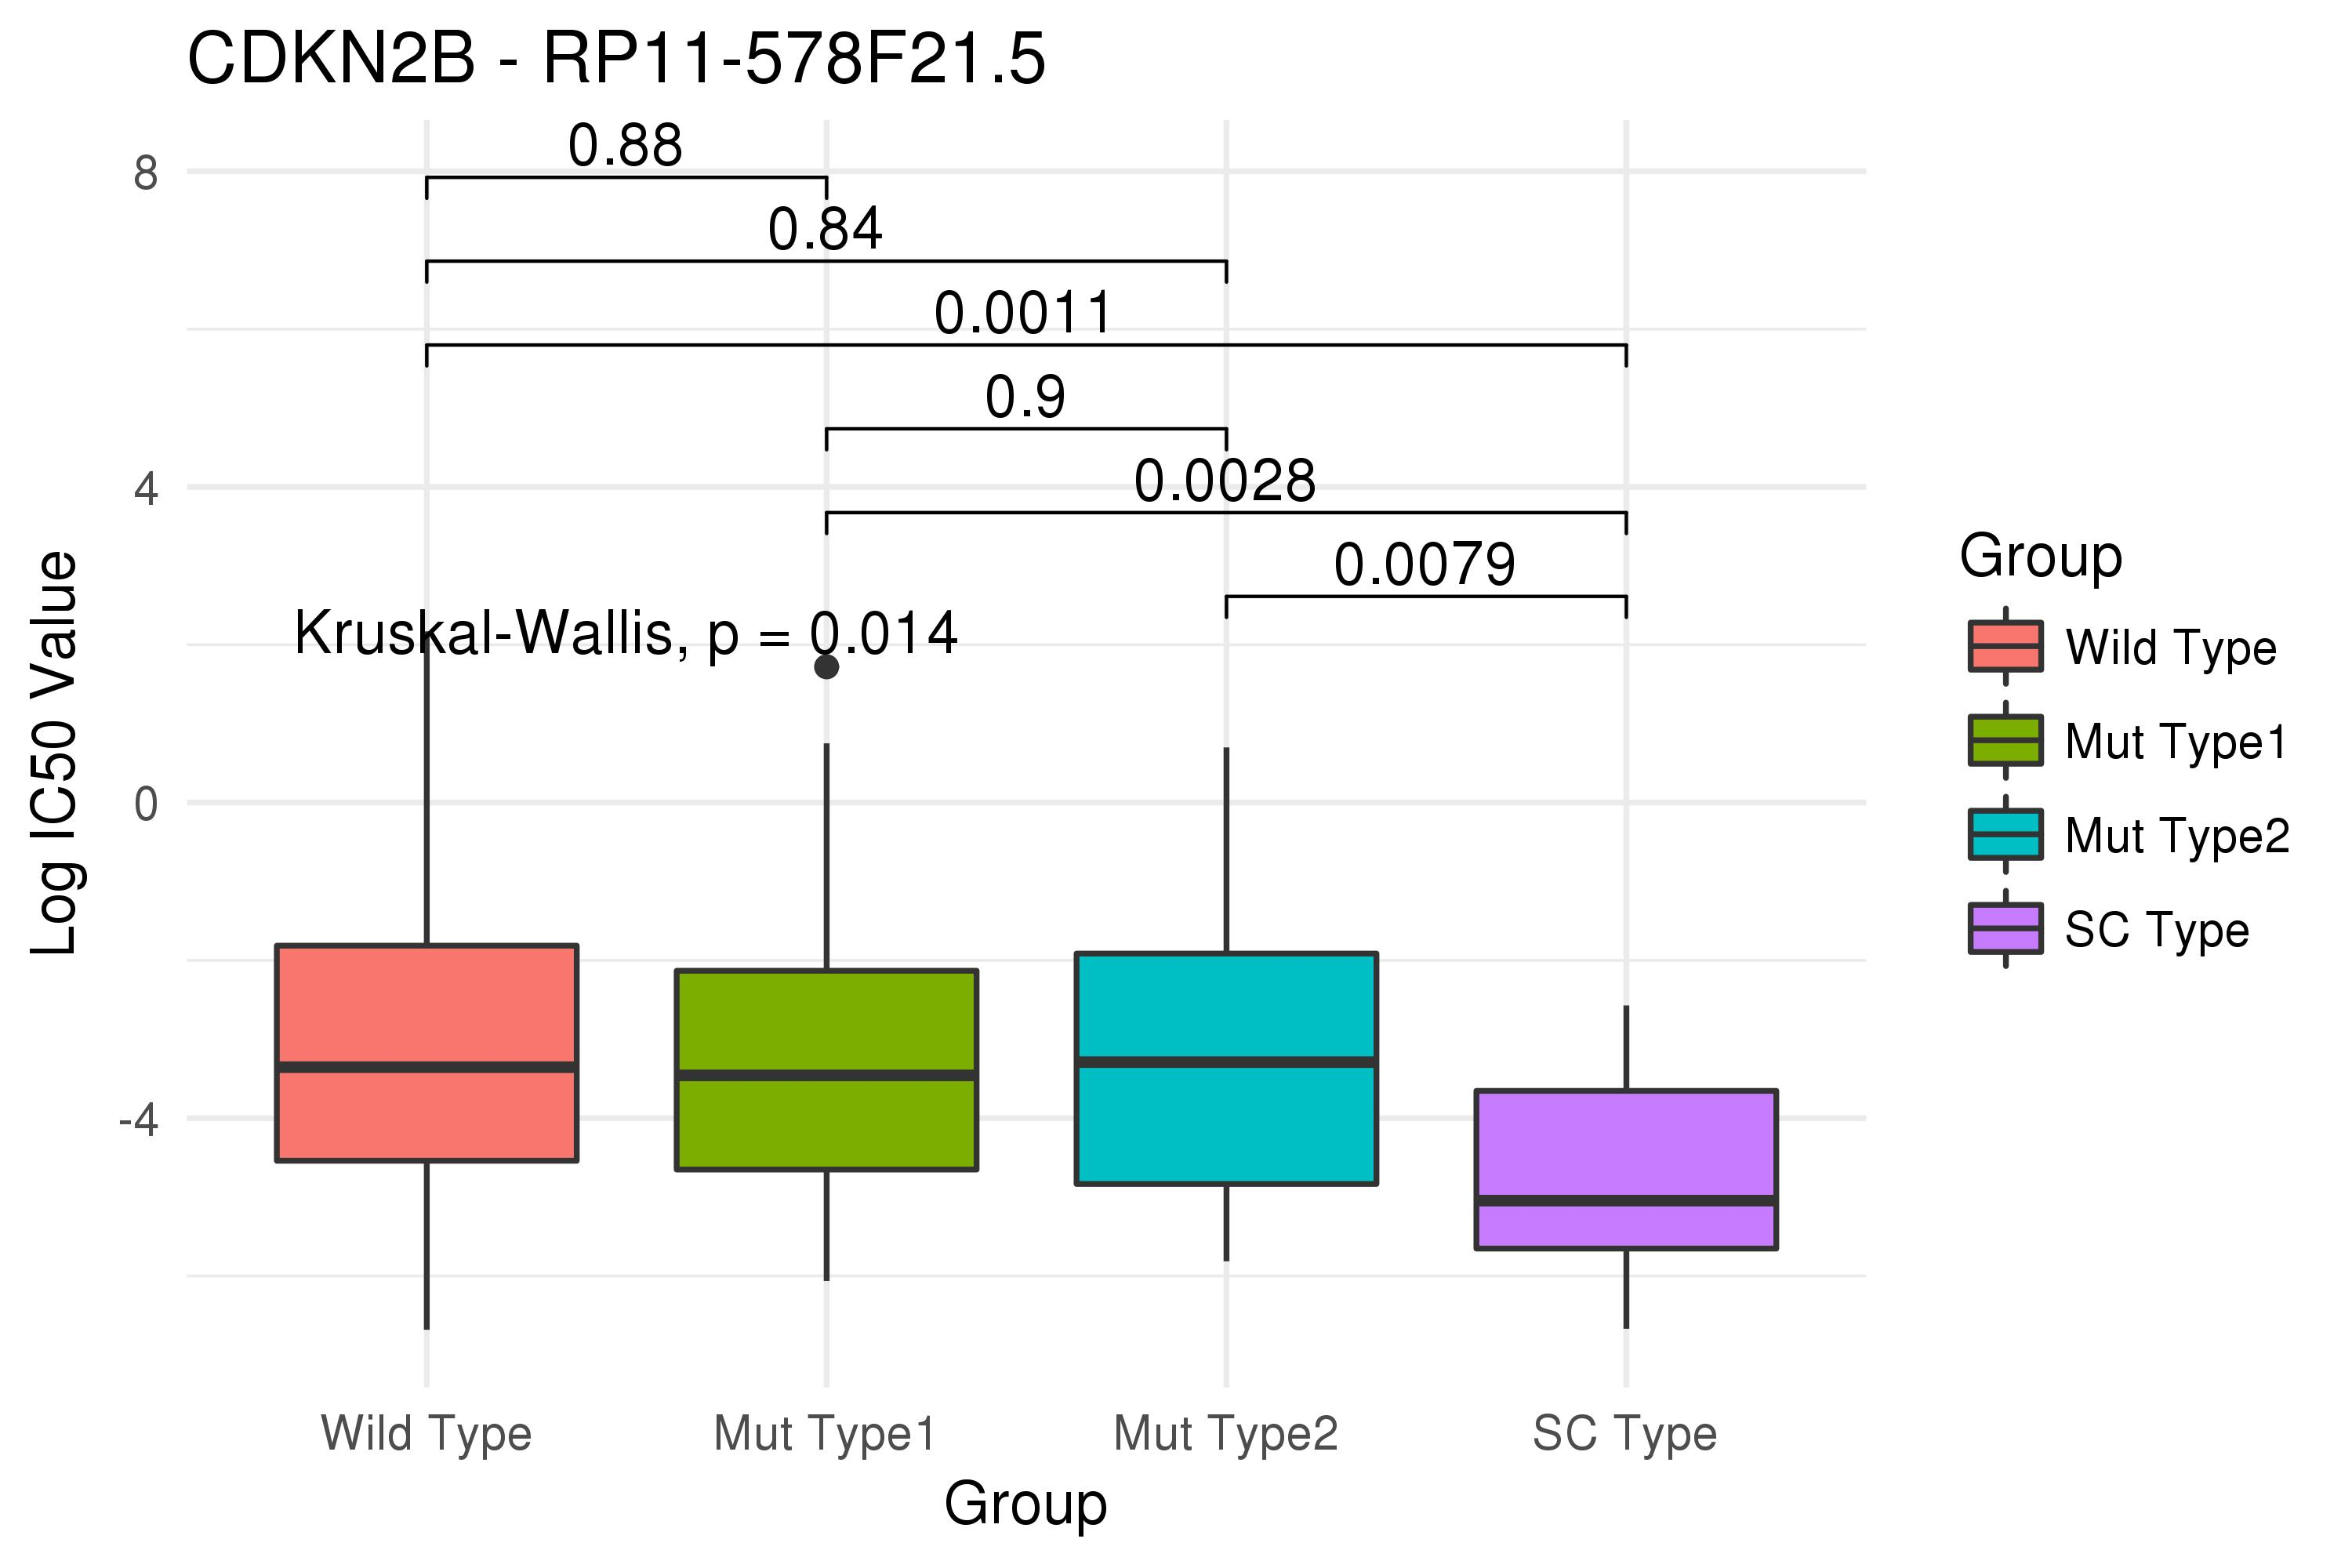 CDKN2B - RP11-578F21.5
0.88
0.84
0.0011
0.9
0.0028
0.0079
Kruskal-Wallis, p = 0.014
8
4
0
-4
Log IC50 Value
Wild Type
Mut Type1
Mut Type2
SC Type
Group
Group
Wild Type
Mut Type1
Mut Type2
SC Type